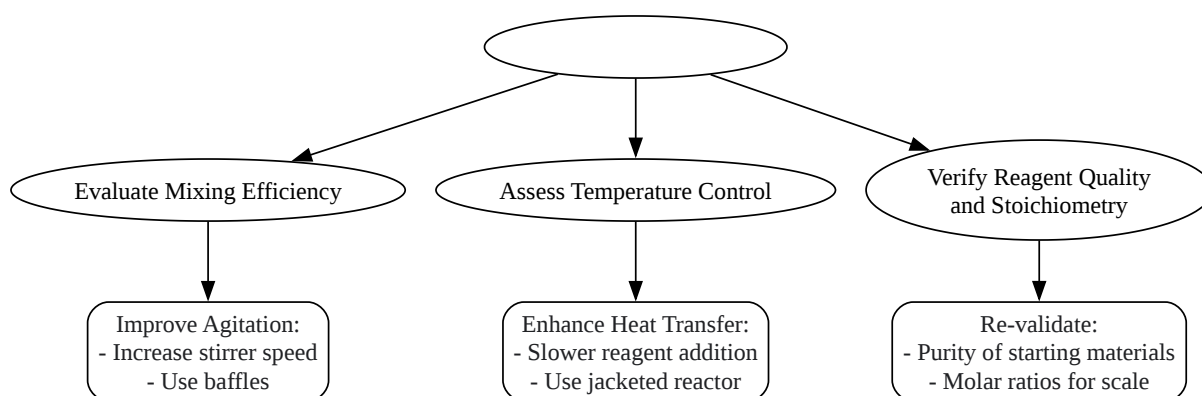 Evaluate Mixing Efficiency
Assess Temperature Control
Verify Reagent Quality
and Stoichiometry
Improve Agitation:
- Increase stirrer speed
- Use baffles
Enhance Heat Transfer:
- Slower reagent addition
- Use jacketed reactor
Re-validate:
- Purity of starting materials
- Molar ratios for scale